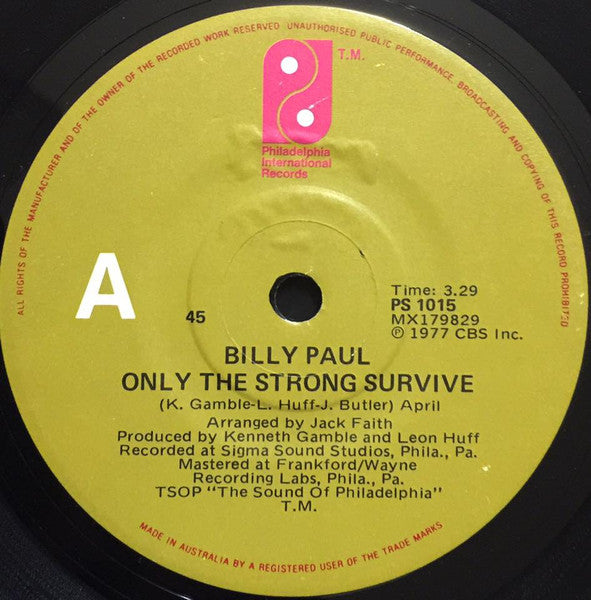 ALL RIGHTS OF THE MANUFACTURER AND OF THE OWNER OF THE RECORDED WORK RESERVED UNAUTHORISED PUBLIC PERFORMANCE, BROADCASTING AND COPYING OF THIS RECORD PROHIBITED
T.M.
Philadelphia
International
Records
A
45
Time: 3.29
PS 1015
MX179829
℗ 1977 CBS Inc.
BILLY PAUL
ONLY THE STRONG SURVIVE
(K. Gamble-L. Huff-J. Butler) April
Arranged by Jack Faith
Produced by Kenneth Gamble and Leon Huff
Recorded at Sigma Sound Studios, Phila., Pa.
Mastered at Frankford/Wayne
Recording Labs, Phila., Pa.
TSOP "The Sound Of Philadelphia"
T.M.
MADE IN AUSTRALIA BY A REGISTERED USER OF THE TRADE MARKS